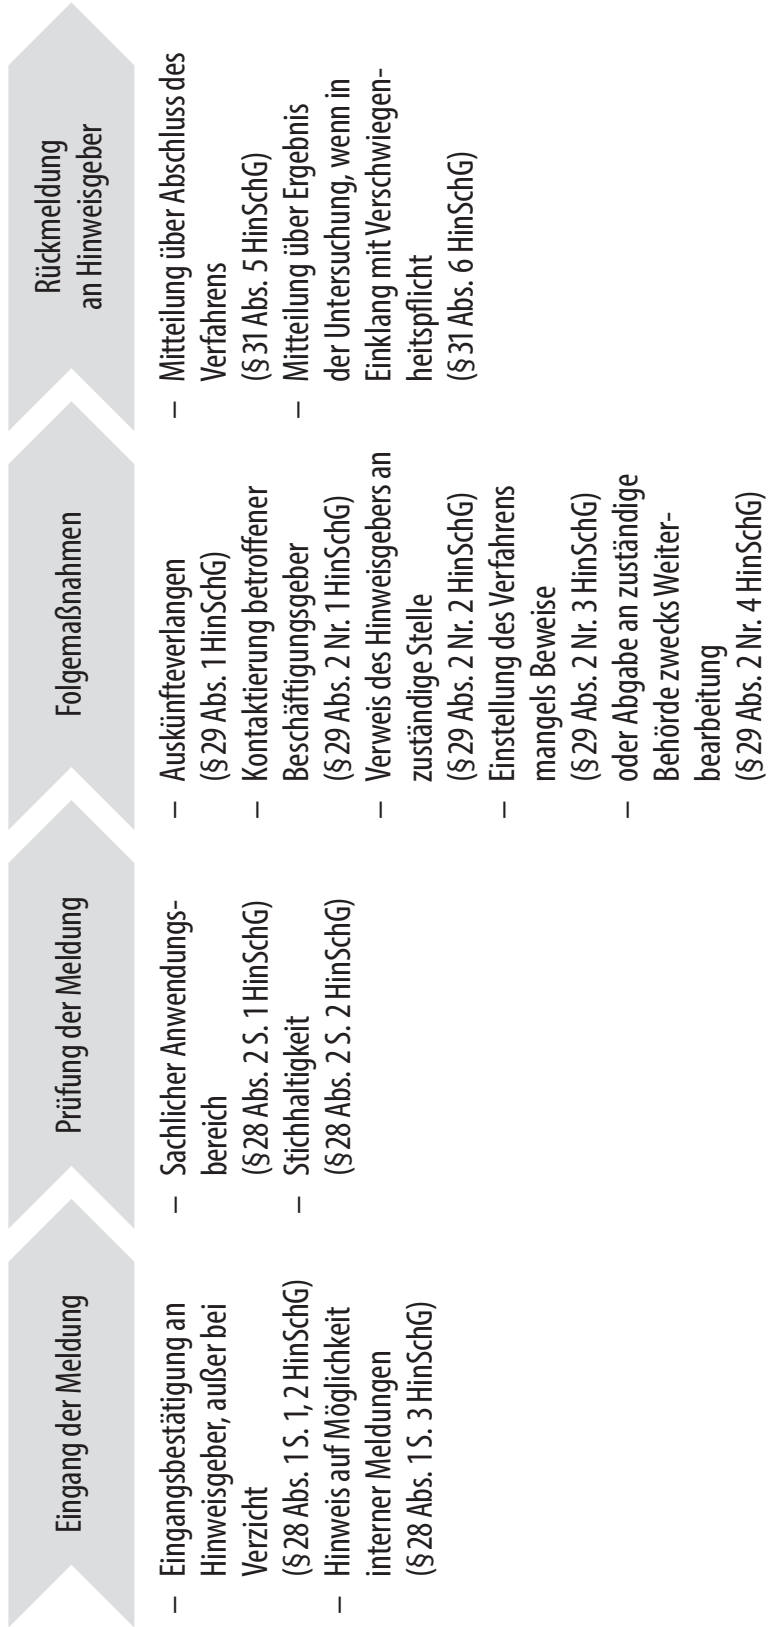 Eingang der Meldung
– Eingangsbestätigung an
Hinweisgeber, außer bei
Verzicht
(§ 28 Abs. 1 S. 1, 2 HinSchG)
– Hinweis auf Möglichkeit
interner Meldungen
(§ 28 Abs. 1 S. 3 HinSchG)
Prüfung der Meldung
– Sachlicher Anwendungs-
bereich
(§ 28 Abs. 2 S. 1 HinSchG)
– Stichhaltigkeit
(§ 28 Abs. 2 S. 2 HinSchG)
Folgemaßnahmen
– Auskünfteverlangen
(§ 29 Abs. 1 HinSchG)
– Kontaktierung betroffener
Beschäftigungsgeber
(§ 29 Abs. 2 Nr. 1 HinSchG)
– Verweis des Hinweisgebers an
zuständige Stelle
(§ 29 Abs. 2 Nr. 2 HinSchG)
– Einstellung des Verfahrens
mangels Beweise
(§ 29 Abs. 2 Nr. 3 HinSchG)
– oder Abgabe an zuständige
Behörde zwecks Weiter-
bearbeitung
(§ 29 Abs. 2 Nr. 4 HinSchG)
Rückmeldung
an Hinweisgeber
– Mitteilung über Abschluss des
Verfahrens
(§ 31 Abs. 5 HinSchG)
– Mitteilung über Ergebnis
der Untersuchung, wenn in
Einklang mit Verschwiegen-
heitspflicht
(§ 31 Abs. 6 HinSchG)